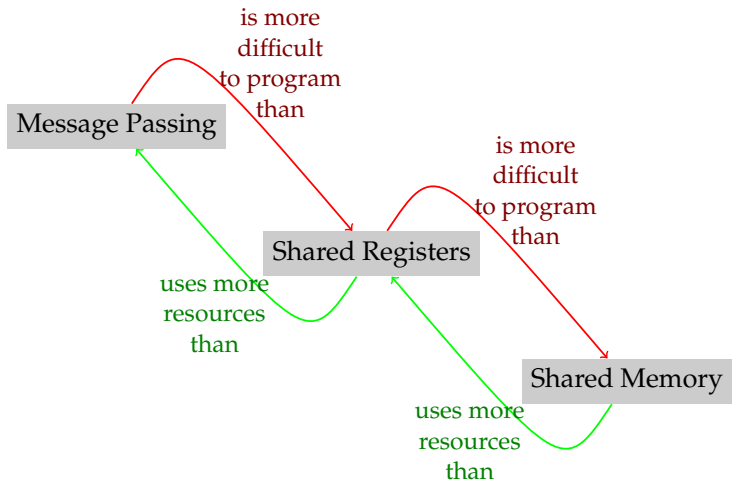 is more
difficult
to program
than
Message Passing
is more
difficult
to program
than
Shared Registers
uses more
resources
than
Shared Memory
uses more
resources
than